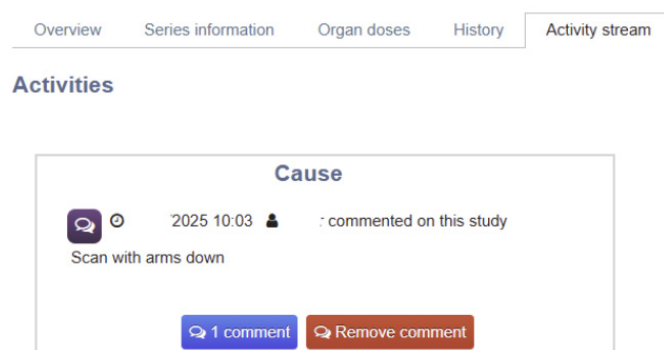 Overview Series information Organ doses History Activity stream
Activities
Cause
2025 10:03 commented on this study
Scan with arms down
1 comment Remove comment